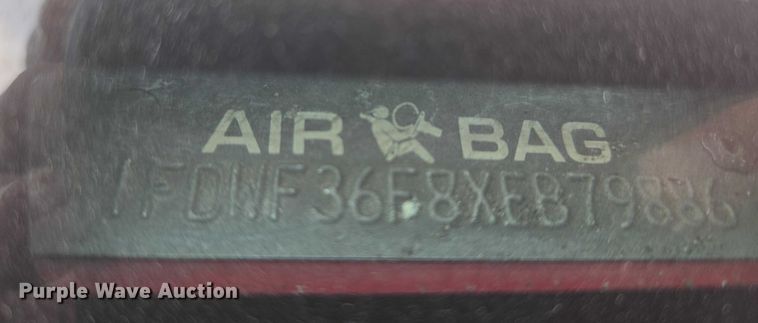 AIR BAG
1FDWF36F8XEB79886
Purple Wave Auction